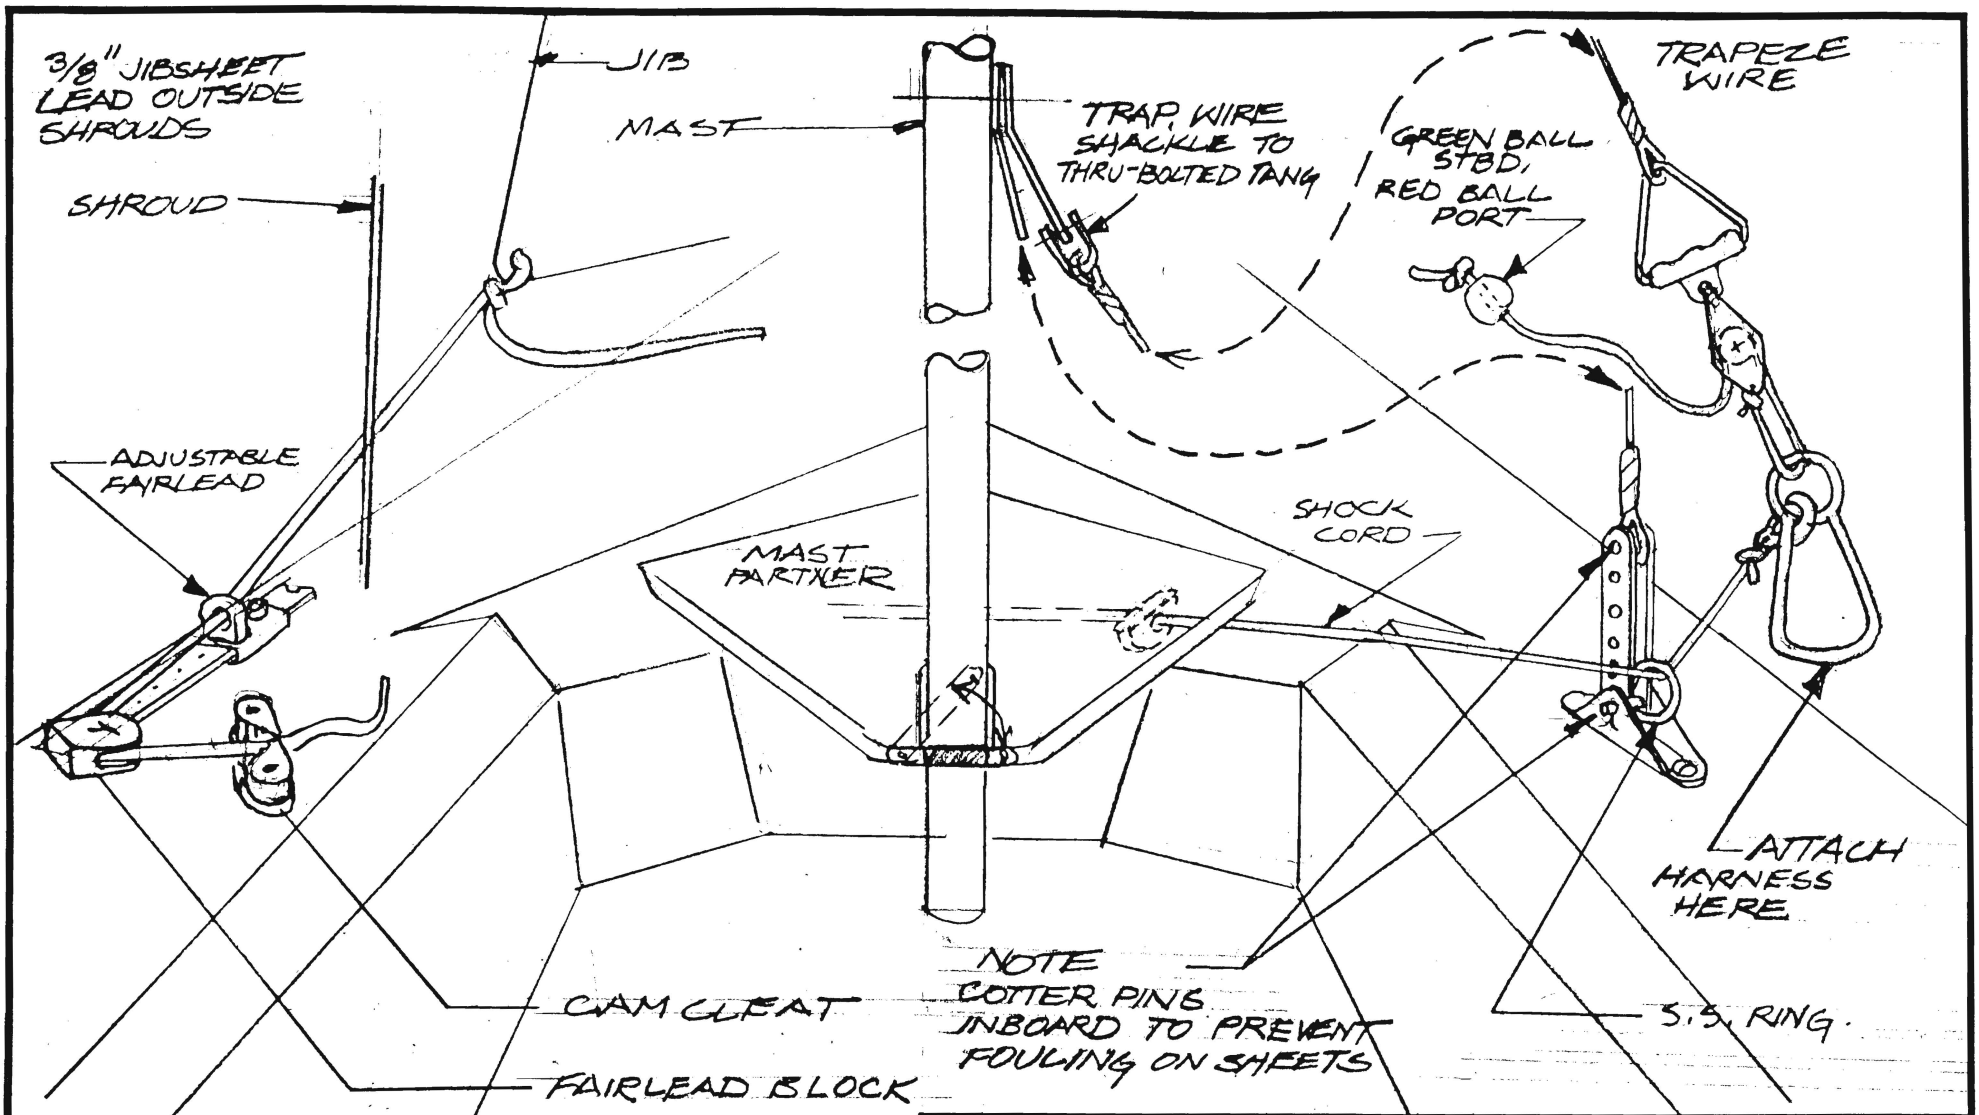 3/8" JIBSHEET
LEAD OUTSIDE
SHROUDS
JIB
MAST
TRAP. WIRE
SHACKLE TO
THRU-BOLTED TANG
TRAPEZE
WIRE
GREEN BALL
STBD,
RED BALL
PORT
SHROUD
ADJUSTABLE
FAIRLEAD
MAST
PARTNER
SHOCK
CORD
ATTACH
HARNESS
HERE
CAM CLEAT
FAIRLEAD BLOCK
NOTE
COTTER PINS
INBOARD TO PREVENT
FOULING ON SHEETS
S.S. RING.